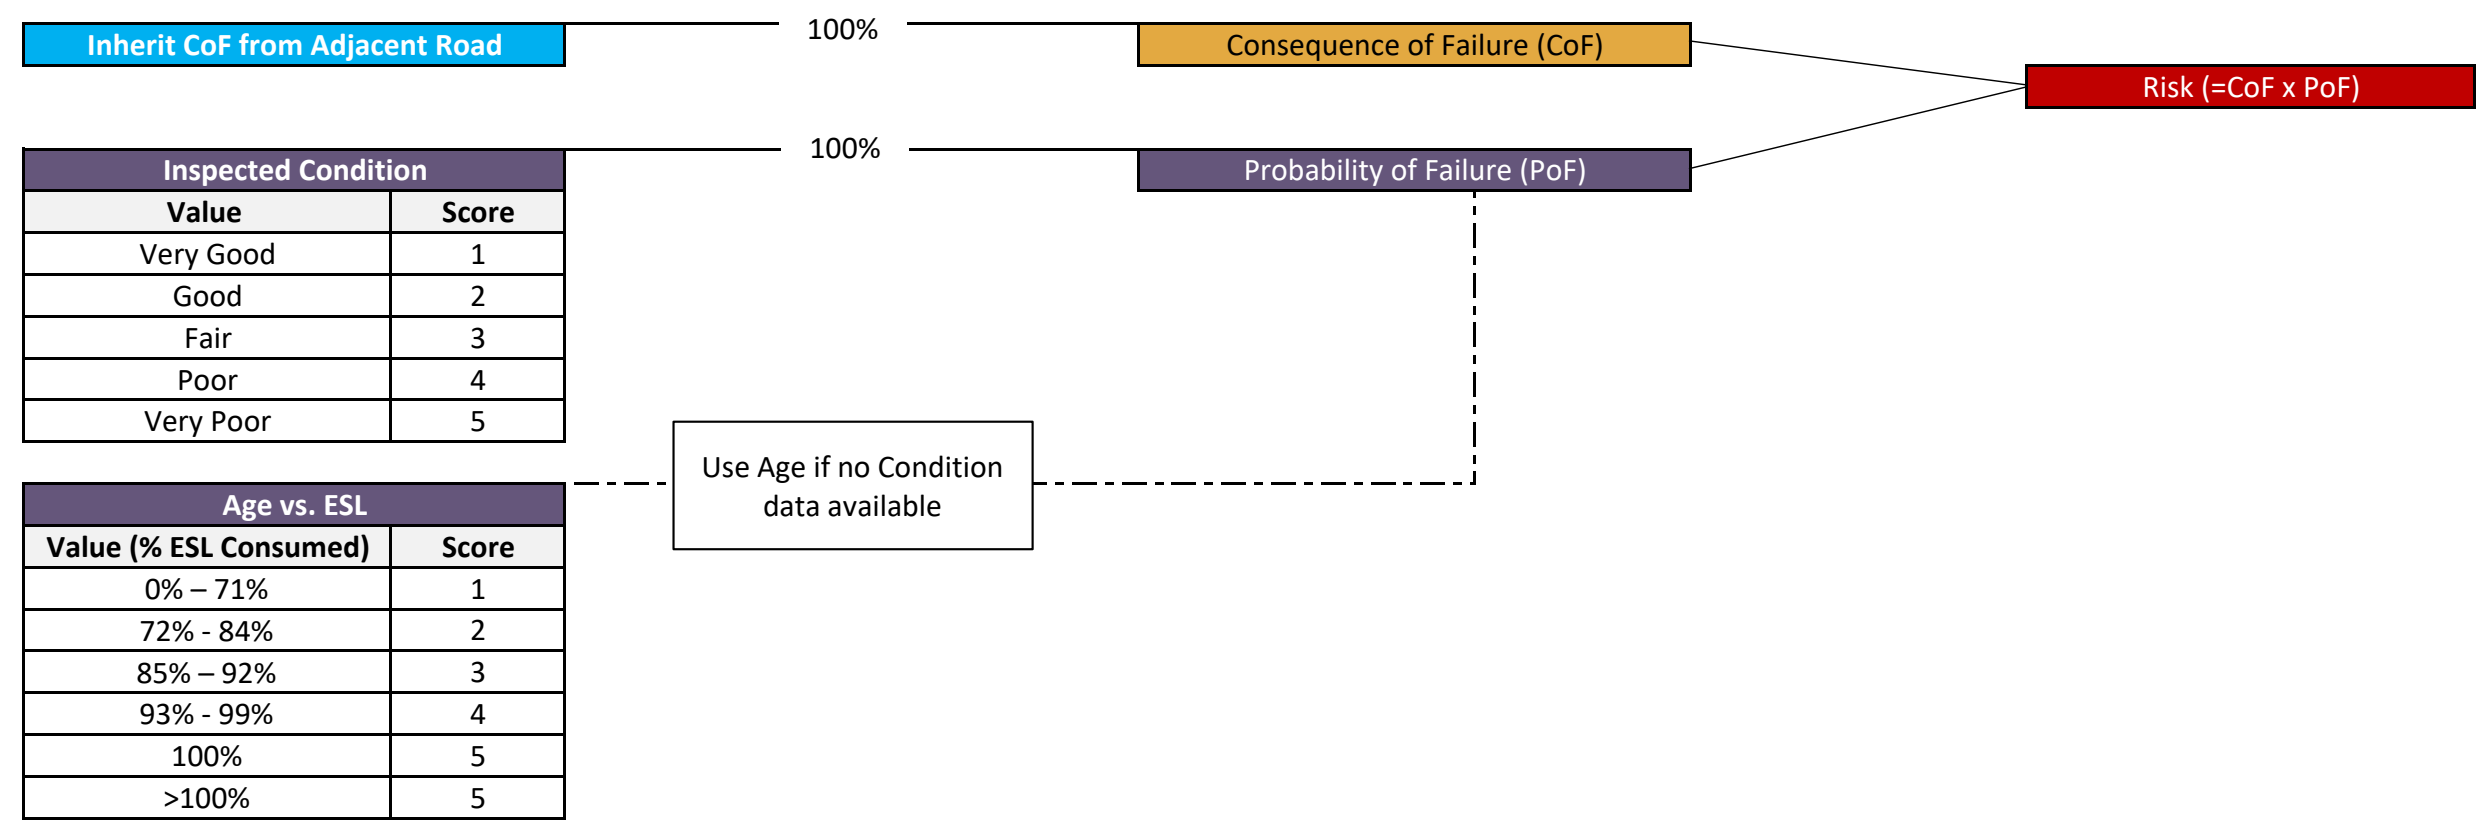 Inherit CoF from Adjacent Road
100%
Consequence of Failure (CoF)
Risk (=CoF x PoF)
100%
Inspected Condition
Probability of Failure (PoF)
Value Score
Very Good 1
Good 2
Fair 3
Poor 4
Very Poor 5
Use Age if no Condition
data available
Age vs. ESL
Value (% ESL Consumed) Score
0% – 71% 1
72% - 84% 2
85% – 92% 3
93% - 99% 4
100% 5
>100% 5